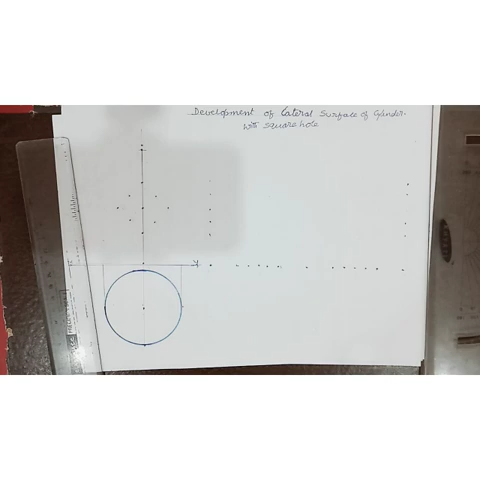 Development of Lateral Surface of Cylinder.
with square hole
X Y